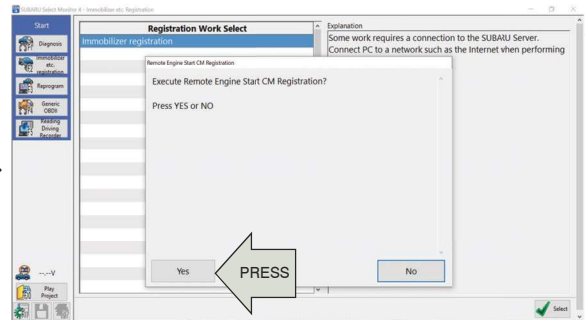 SUBARU Select Monitor 4 - Immobilizer etc. Registration
Start
Diagnosis
Immobilizer
etc.
registration
Reprogram
Generic
OBDII
Reading
Driving
Recorder
--.--V
Play
Project
Registration Work Select
Immobilizer registration
Explanation
Some work requires a connection to the SUBARU Server.
Connect PC to a network such as the Internet when performing
Remote Engine Start CM Registration
Execute Remote Engine Start CM Registration?
Press YES or NO
Yes
PRESS
No
Select